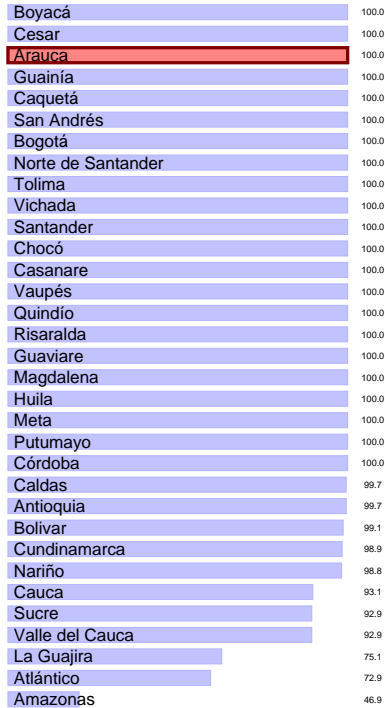 Boyacá 100.0
Cesar 100.0
Arauca 100.0
Guainía 100.0
Caquetá 100.0
San Andrés 100.0
Bogotá 100.0
Norte de Santander 100.0
Tolima 100.0
Vichada 100.0
Santander 100.0
Chocó 100.0
Casanare 100.0
Vaupés 100.0
Quindío 100.0
Risaralda 100.0
Guaviare 100.0
Magdalena 100.0
Huila 100.0
Meta 100.0
Putumayo 100.0
Córdoba 100.0
Caldas 99.7
Antioquia 99.7
Bolivar 99.1
Cundinamarca 98.9
Nariño 98.8
Cauca 93.1
Sucre 92.9
Valle del Cauca 92.9
La Guajira 75.1
Atlántico 72.9
Amazonas 46.9